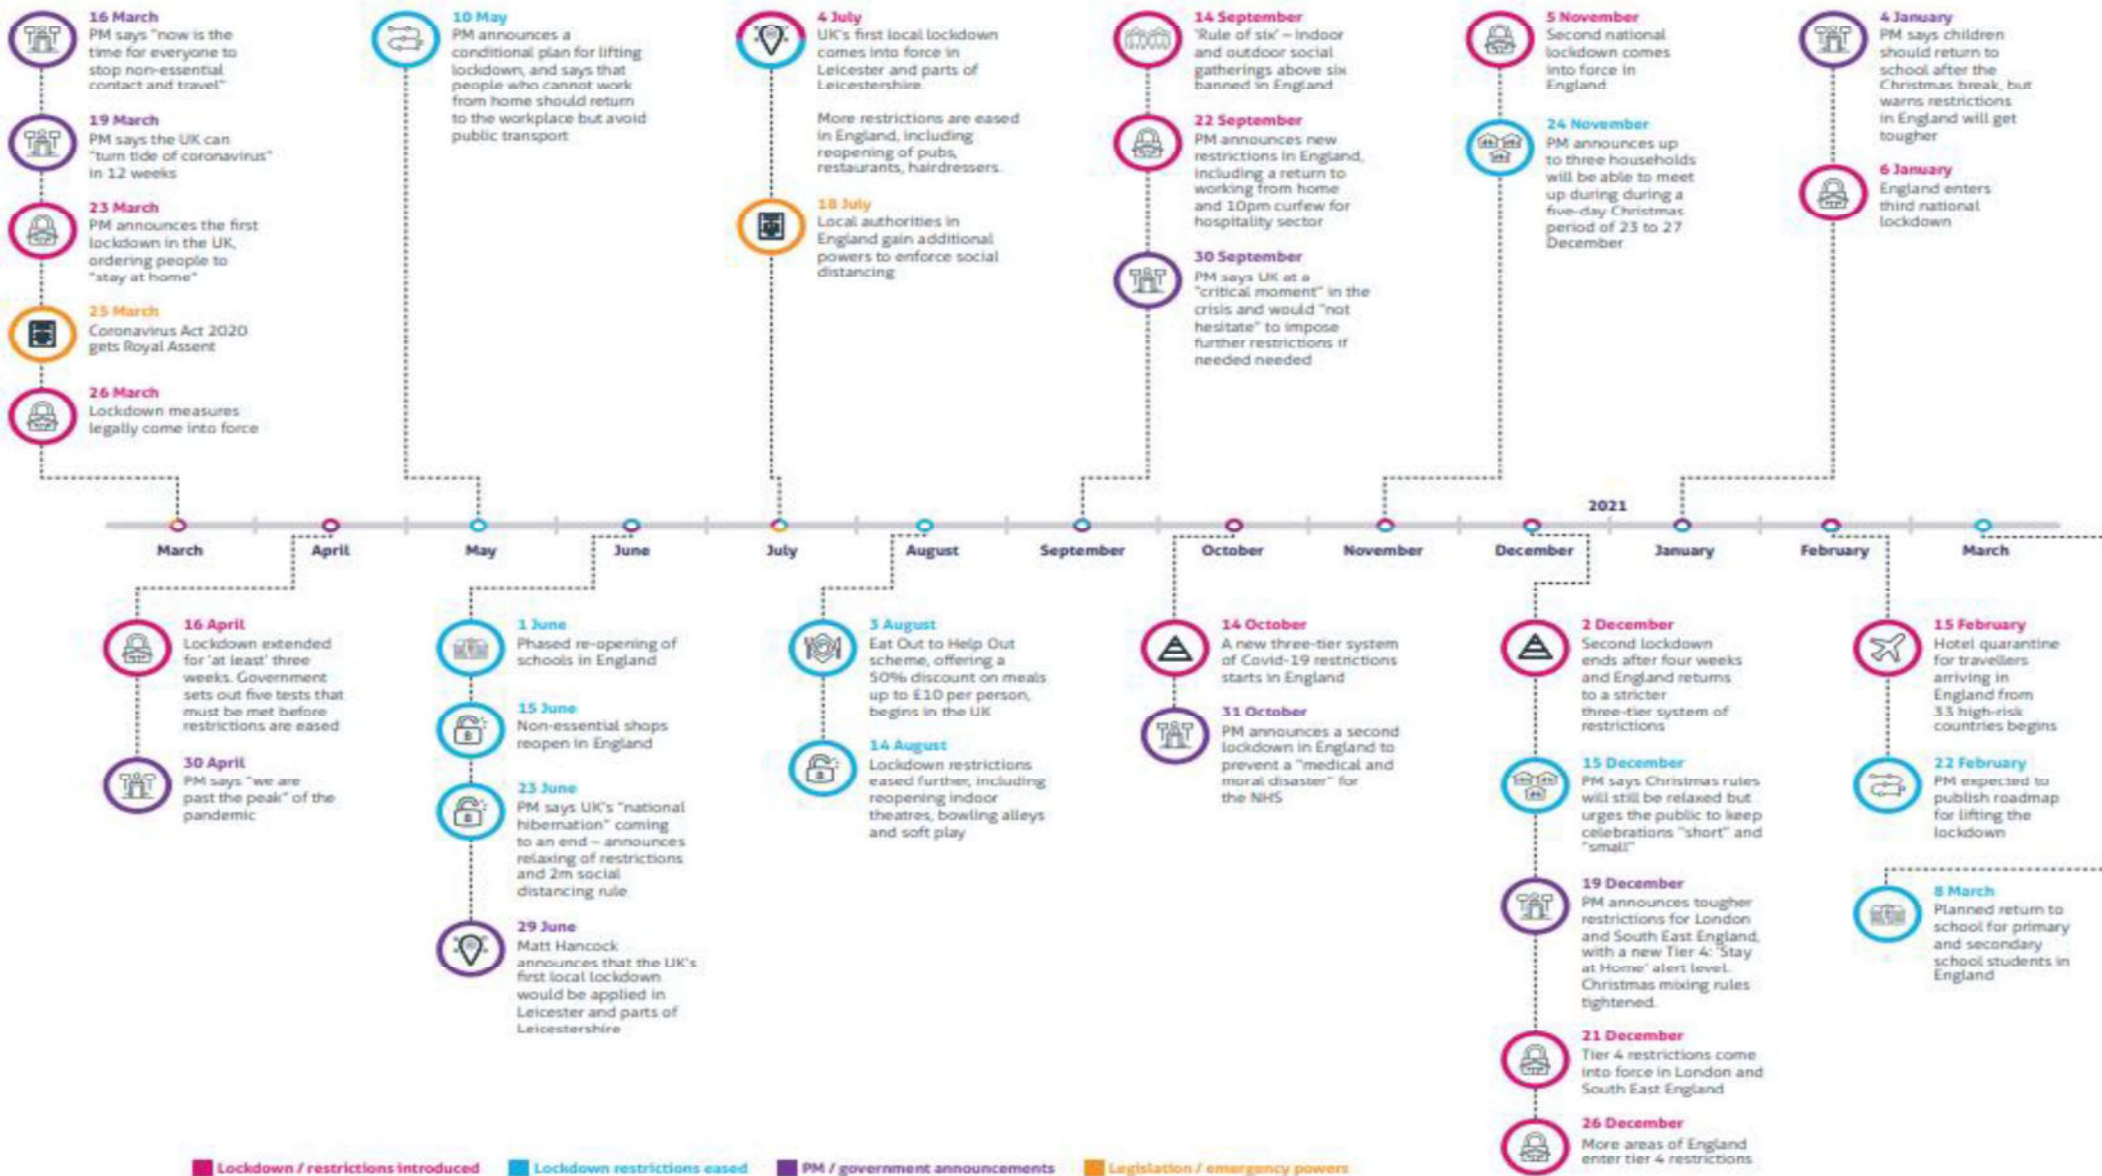 16 March
PM says "now is the
time for everyone to
stop non-essential
contact and travel"
19 March
PM says the UK can
"turn tide of coronavirus"
in 12 weeks
23 March
PM announces the first
lockdown in the UK,
ordering people to
"stay at home"
25 March
Coronavirus Act 2020
gets Royal Assent
26 March
Lockdown measures
legally come into force
10 May
PM announces a
conditional plan for lifting
lockdown, and says that
people who cannot work
from home should return
to the workplace but avoid
public transport
4 July
UK's first local lockdown
comes into force in
Leicester and parts of
Leicestershire.
More restrictions are eased
in England, including
reopening of pubs,
restaurants, hairdressers.
18 July
Local authorities in
England gain additional
powers to enforce social
distancing
14 September
'Rule of six' – indoor
and outdoor social
gatherings above six
banned in England
22 September
PM announces new
restrictions in England,
including a return to
working from home
and 10pm curfew for
hospitality sector
30 September
PM says UK at a
"critical moment" in the
crisis and would "not
hesitate" to impose
further restrictions if
needed needed
5 November
Second national
lockdown comes
into force in
England
24 November
PM announces up
to three households
will be able to meet
up during during a
five-day Christmas
period of 23 to 27
December
4 January
PM says children
should return to
school after the
Christmas break, but
warns restrictions
in England will get
tougher
6 January
England enters
third national
lockdown
2021
March
April
May
June
July
August
September
October
November
December
January
February
March
16 April
Lockdown extended
for 'at least' three
weeks. Government
sets out five tests that
must be met before
restrictions are eased
30 April
PM says "we are
past the peak" of the
pandemic
1 June
Phased re-opening of
schools in England
15 June
Non-essential shops
reopen in England
23 June
PM says UK's "national
hibernation" coming
to an end – announces
relaxing of restrictions
and 2m social
distancing rule
29 June
Matt Hancock
announces that the UK's
first local lockdown
would be applied in
Leicester and parts of
Leicestershire
3 August
Eat Out to Help Out
scheme, offering a
50% discount on meals
up to £10 per person,
begins in the UK
14 August
Lockdown restrictions
eased further, including
reopening indoor
theatres, bowling alleys
and soft play
14 October
A new three-tier system
of Covid-19 restrictions
starts in England
31 October
PM announces a second
lockdown in England to
prevent a "medical and
moral disaster" for
the NHS
2 December
Second lockdown
ends after four weeks
and England returns
to a stricter
three-tier system of
restrictions
15 December
PM says Christmas rules
will still be relaxed but
urges the public to keep
celebrations "short" and
"small"
19 December
PM announces tougher
restrictions for London
and South East England,
with a new Tier 4: 'Stay
at Home' alert level.
Christmas mixing rules
tightened.
21 December
Tier 4 restrictions come
into force in London and
South East England
26 December
More areas of England
enter tier 4 restrictions
15 February
Hotel quarantine
for travellers
arriving in
England from
33 high-risk
countries begins
22 February
PM expected to
publish roadmap
for lifting the
lockdown
8 March
Planned return to
school for primary
and secondary
school students in
England
Lockdown / restrictions introduced
Lockdown restrictions eased
PM / government announcements
Legislation / emergency powers